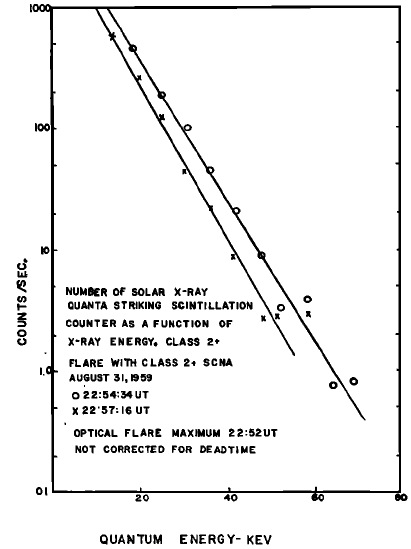 1000
100
10
1.0
01
COUNTS/SEC.
NUMBER OF SOLAR X-RAY
QUANTA STRIKING SCINTILLATION
COUNTER AS A FUNCTION OF
X-RAY ENERGY. CLASS 2+
FLARE WITH CLASS 2+ SCNA
AUGUST 31, 1959
O 22:54:34 UT
X 22:57:16 UT
OPTICAL FLARE MAXIMUM 22:52UT
NOT CORRECTED FOR DEADTIME
20
40
60
80
QUANTUM ENERGY- KEV